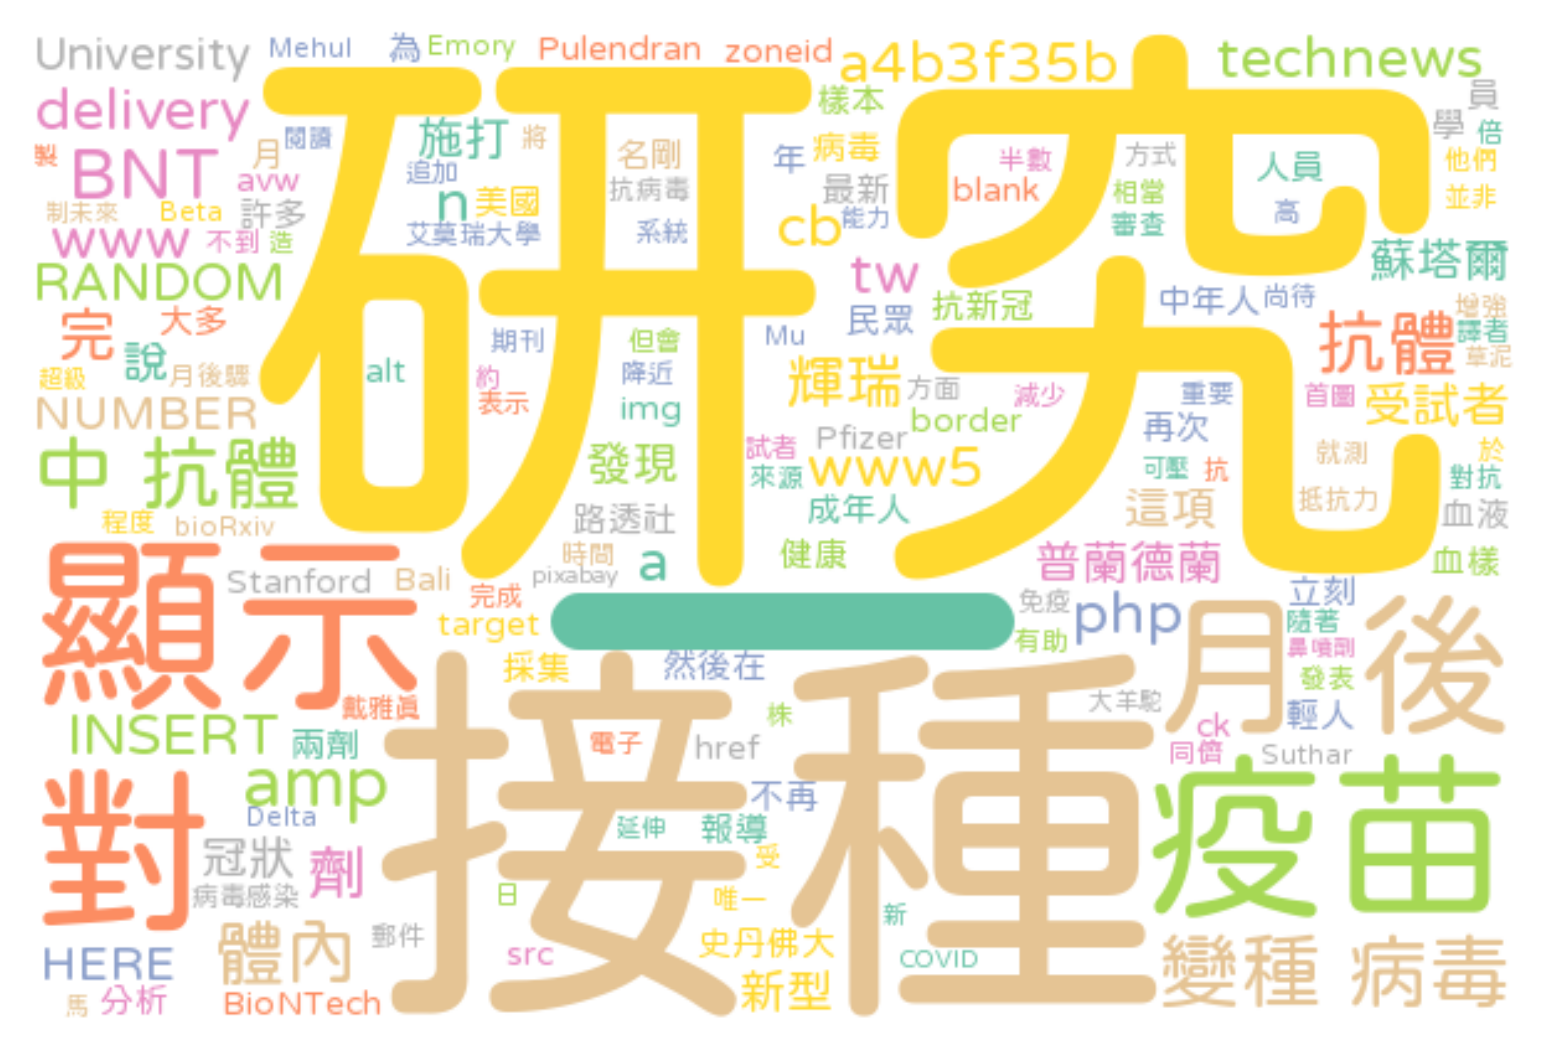 University
Mehul
為
Emory
Pulendran
zoneid
a4b3f35b
technews
delivery
研究
樣本
員
學
倍
製
BNT
月
閱讀
施打
將
名剛
年
病毒
半數
方式
人員
他們
avw
追加
抗病毒
最新
blank
相當
並非
制未來
Beta
許多
n
美國
系統
cb
能力
審查
高
www
不到
造
艾莫瑞大學
tw
蘇塔爾
RANDOM
抗新冠
中年人
尚待
增強
完
大多
期刊
但會
Mu
民眾
抗體
譯者
草泥
超級
說
月後驟
alt
約
降近
輝瑞
方面
減少
重要
首圖
受試者
NUMBER
表示
img
border
再次
中 抗體
發現
試者
Pfizer
www5
來源
可壓
抗
就測
於
對抗
程度
bioRxiv
路透社
成年人
這項
抵抗力
血液
顯示
Stanford
Bali
時間
pixabay
a
健康
普蘭德蘭
血樣
完成
target
一
免疫
php
立刻
隨著
有助
鼻噴劑
月後
採集
然後在
發表
戴雅真
接種
大羊駝
輕人
INSERT
兩劑
電子
href
株
ck
同儕
Suthar
對
amp
Delta
不再
疫苗
延伸
報導
冠狀
劑
受
病毒感染
日
唯一
新
體內
郵件
src
史丹佛大
COVID
變種 病毒
HERE
新型
馬
分析
BioNTech